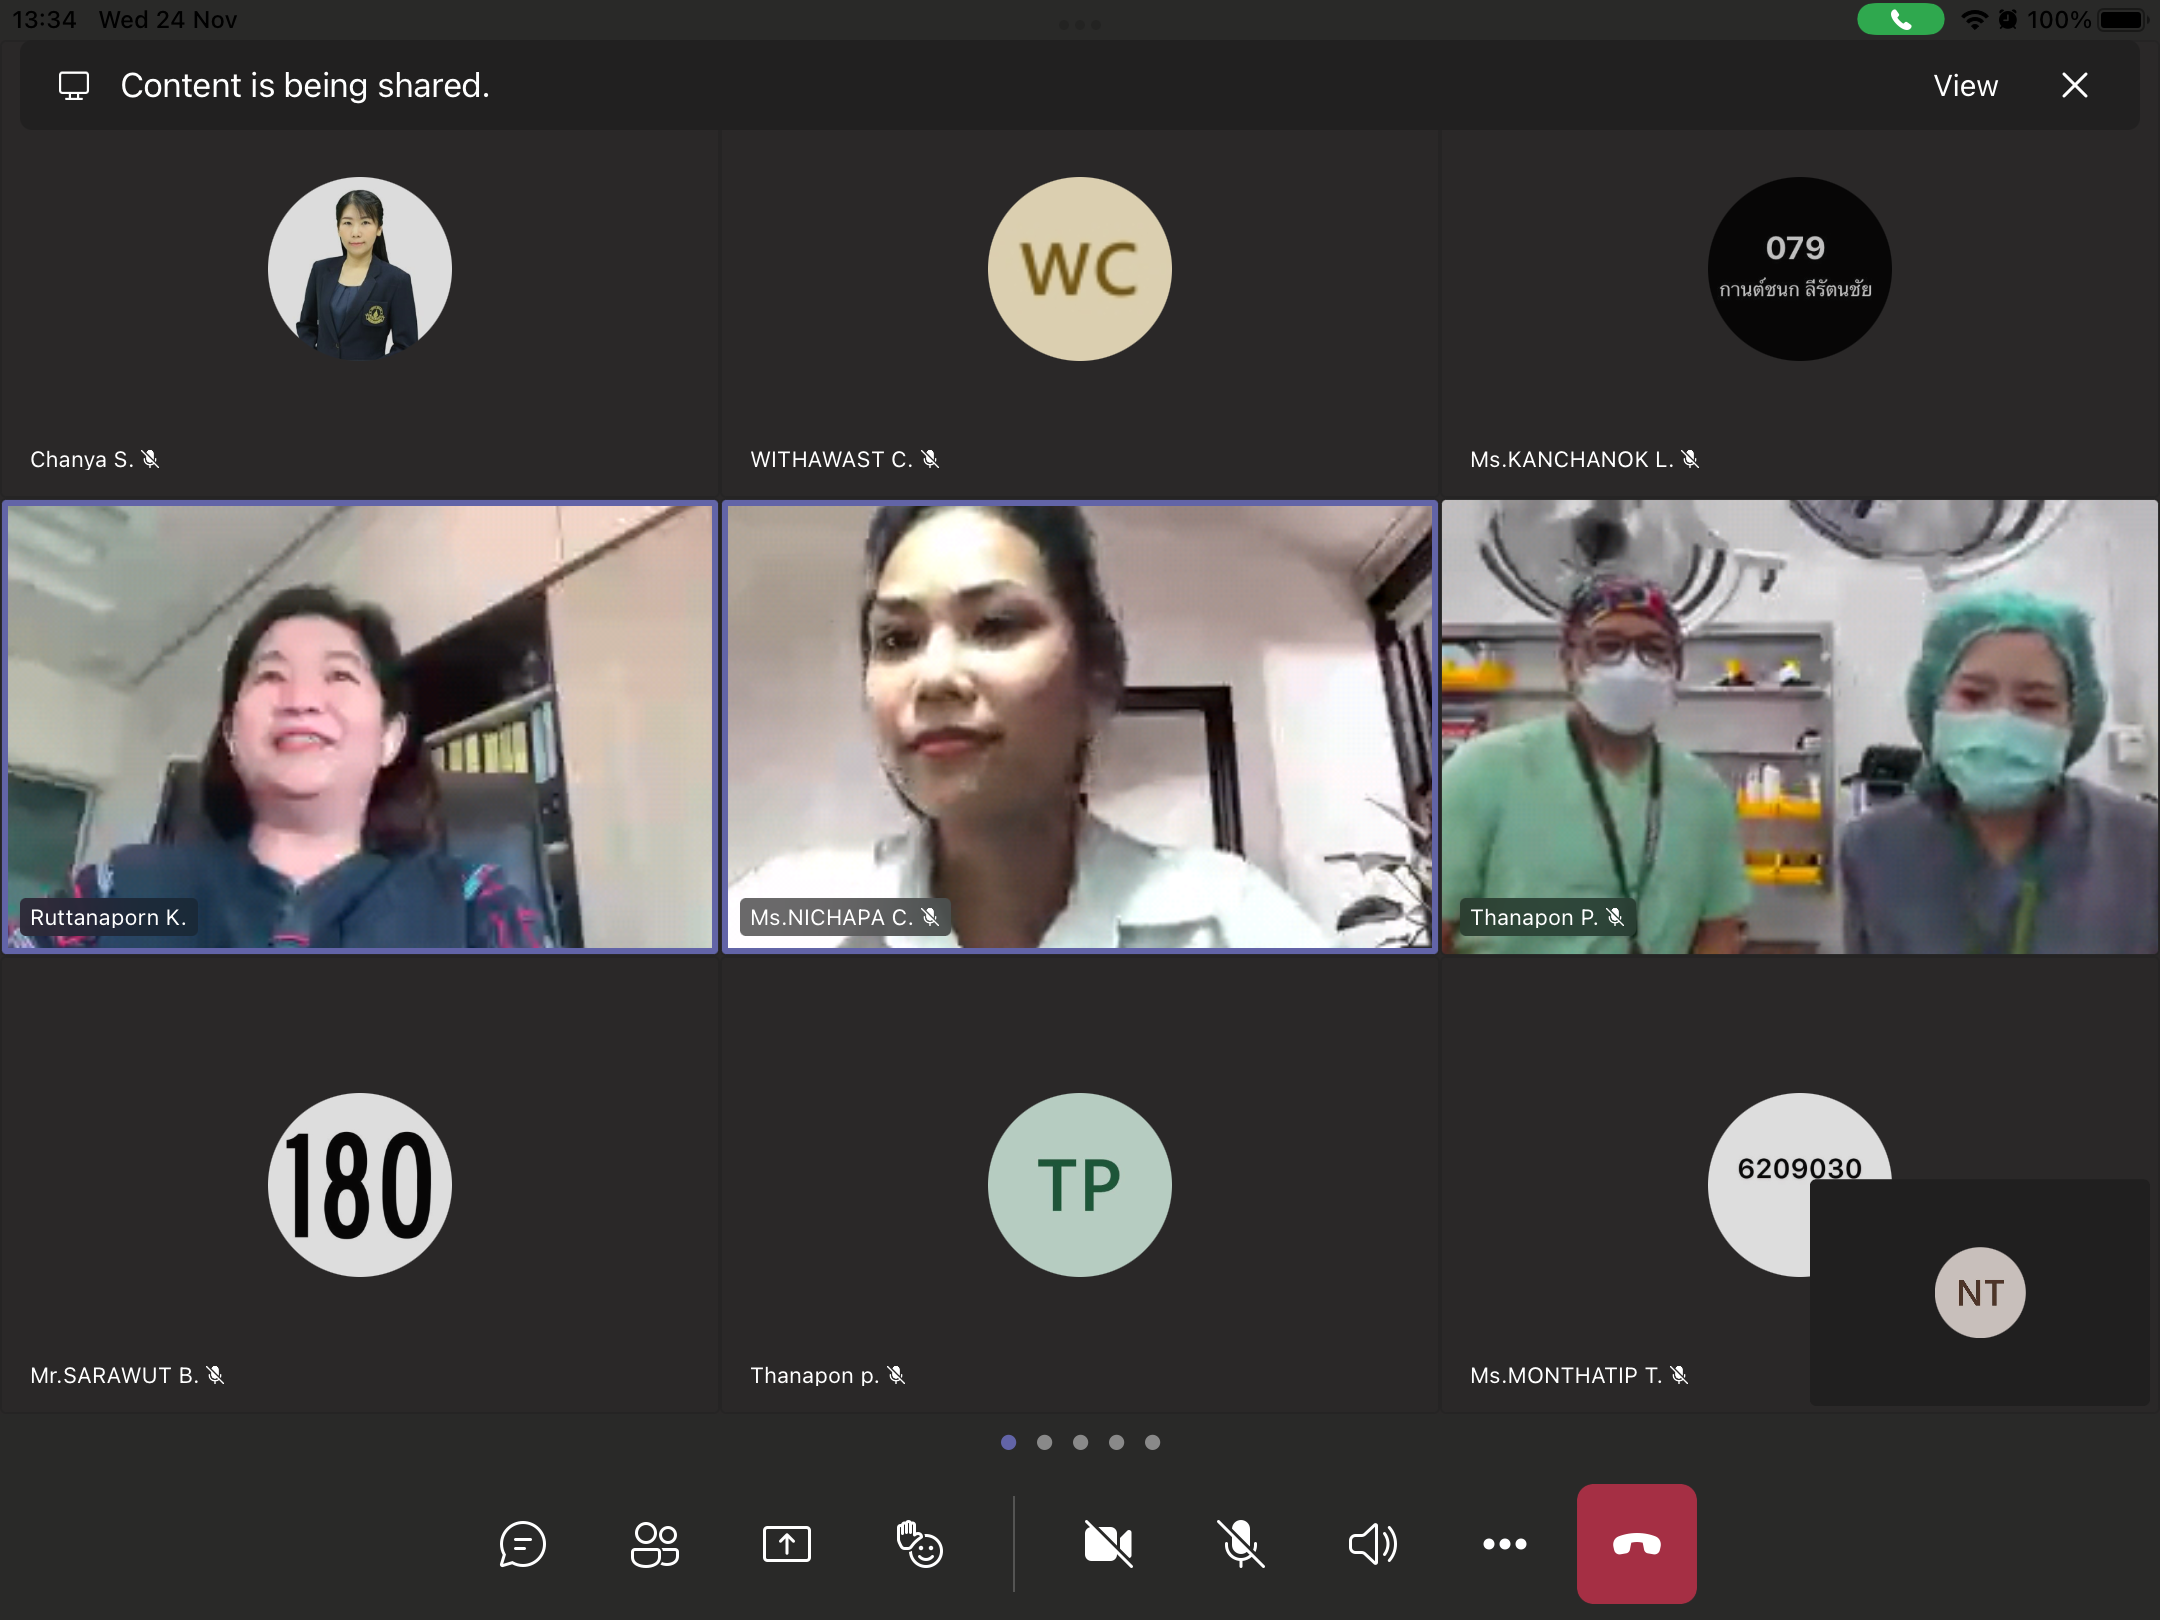 13:34 Wed 24 Nov
100%
Content is being shared.
View
WC
079
กานต์ชนก ลีรัตนชัย
Chanya S.
WITHAWAST C.
Ms.KANCHANOK L.
Ruttanaporn K.
Ms.NICHAPA C.
Thanapon P.
180
TP
6209030
NT
Mr.SARAWUT B.
Thanapon p.
Ms.MONTHATIP T.